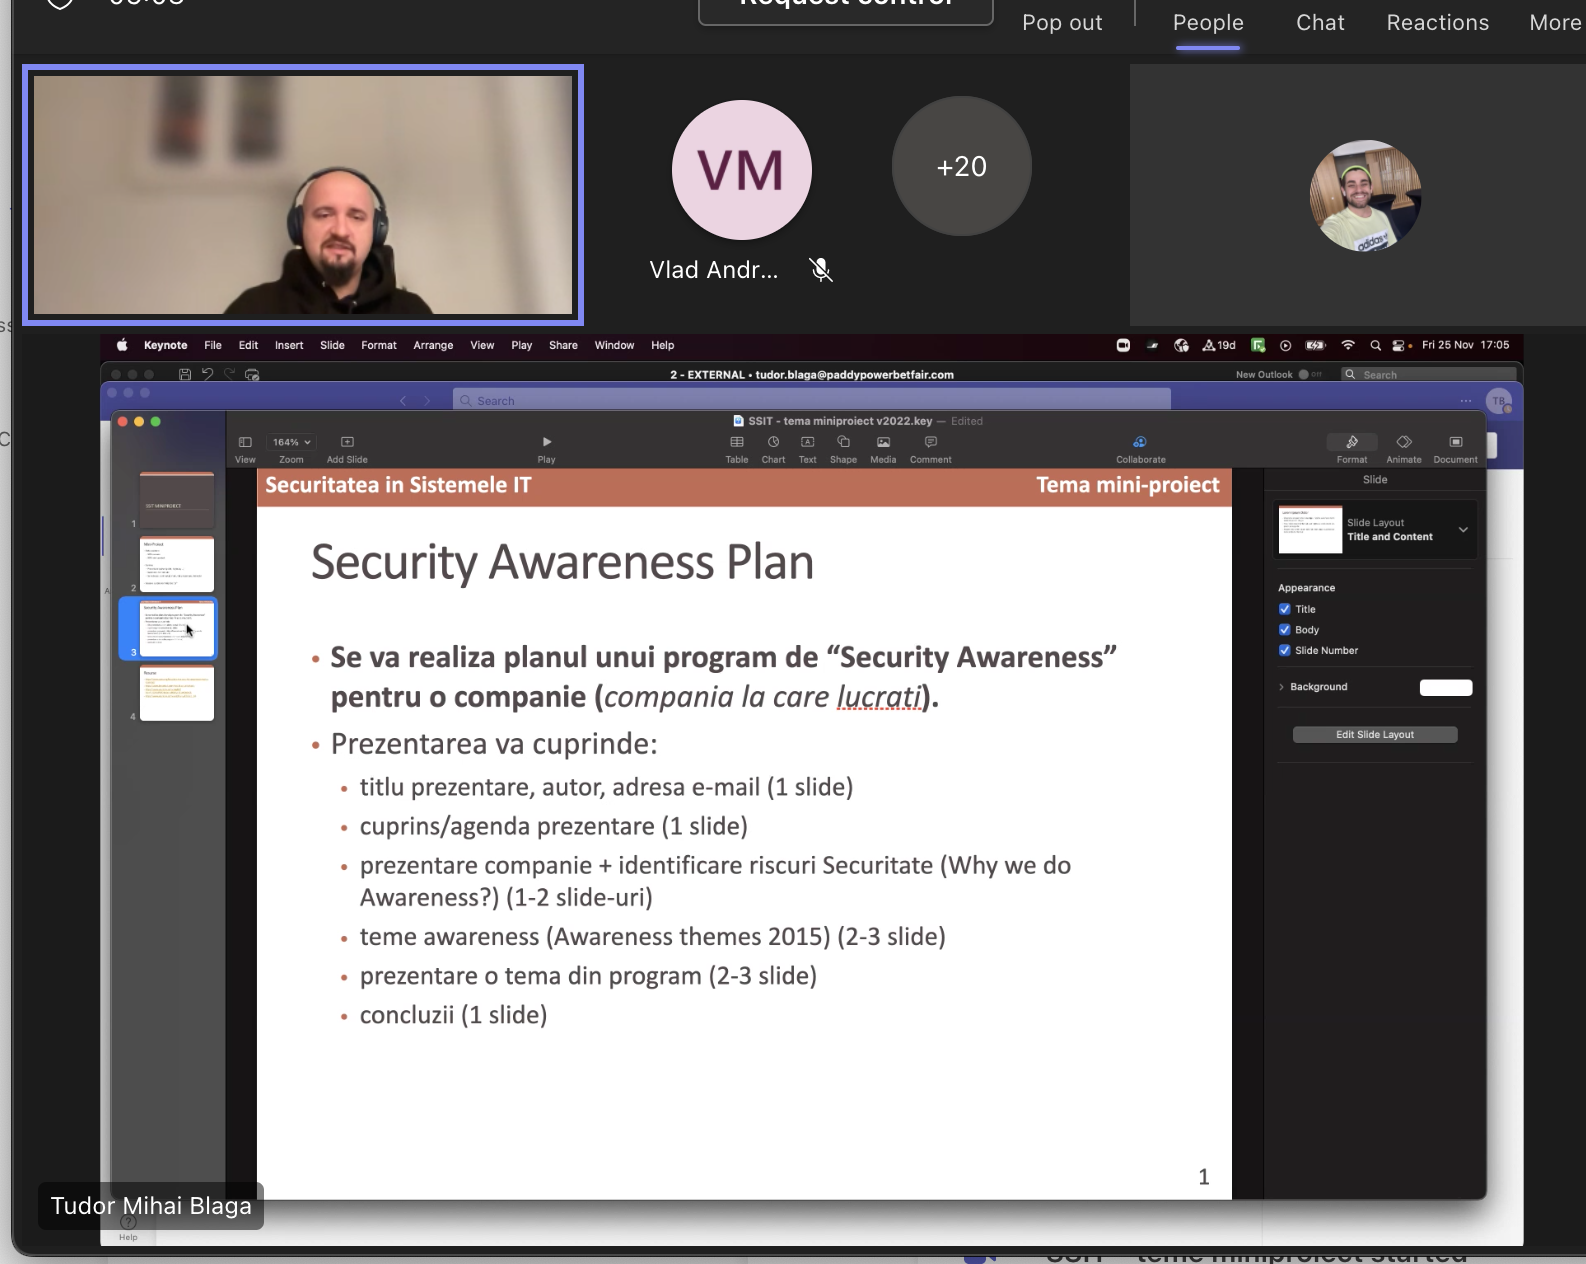 Request control
Pop out
People
Chat
Reactions
More
VM
+20
Vlad Andr...
adidas
Keynote File Edit Insert Slide Format Arrange View Play Share Window Help
19d
Fri 25 Nov 17:05
2 - EXTERNAL • tudor.blaga@paddypowerbetfair.com
New Outlook
Off
Search
Search
TB
SSIT - tema miniproiect v2022.key — Edited
164%
View Zoom Add Slide
Play
Table Chart Text Shape Media Comment
Collaborate
Format Animate Document
1
2
3
4
Securitatea in Sistemele IT
Tema mini-proiect
Security Awareness Plan
• Se va realiza planul unui program de “Security Awareness”
pentru o companie (compania la care lucrati).
• Prezentarea va cuprinde:
• titlu prezentare, autor, adresa e-mail (1 slide)
• cuprins/agenda prezentare (1 slide)
• prezentare companie + identificare riscuri Securitate (Why we do
Awareness?) (1-2 slide-uri)
• teme awareness (Awareness themes 2015) (2-3 slide)
• prezentare o tema din program (2-3 slide)
• concluzii (1 slide)
1
Slide
Slide Layout
Title and Content
Appearance
Title
Body
Slide Number
Background
Edit Slide Layout
Tudor Mihai Blaga
Help